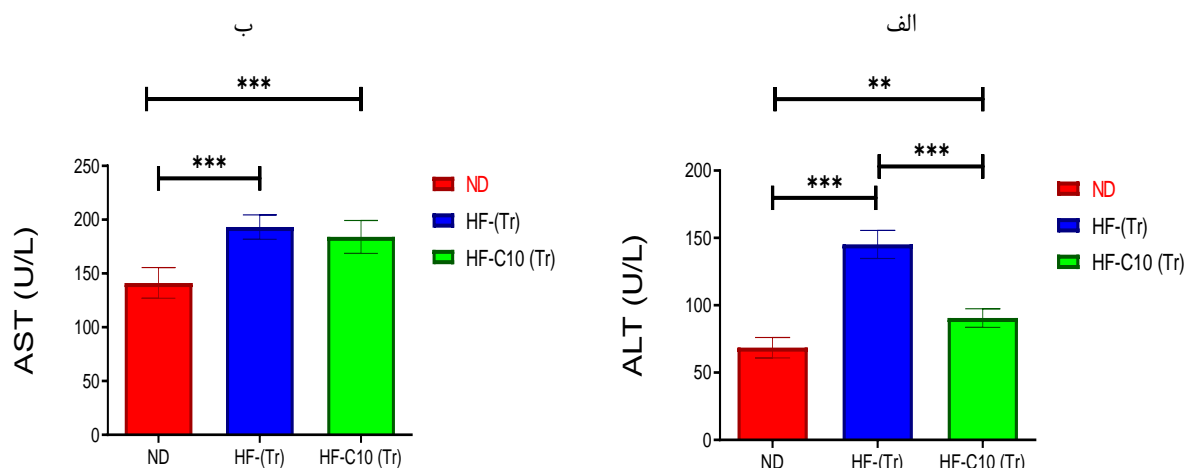 ب
***
***
250
200
150
100
50
0
AST (U/L)
ND
HF-(Tr)
HF-C10 (Tr)
ND
HF-(Tr)
HF-C10 (Tr)
الف
**
***
***
200
150
100
50
0
ALT (U/L)
ND
HF-(Tr)
HF-C10 (Tr)
ND
HF-(Tr)
HF-C10 (Tr)